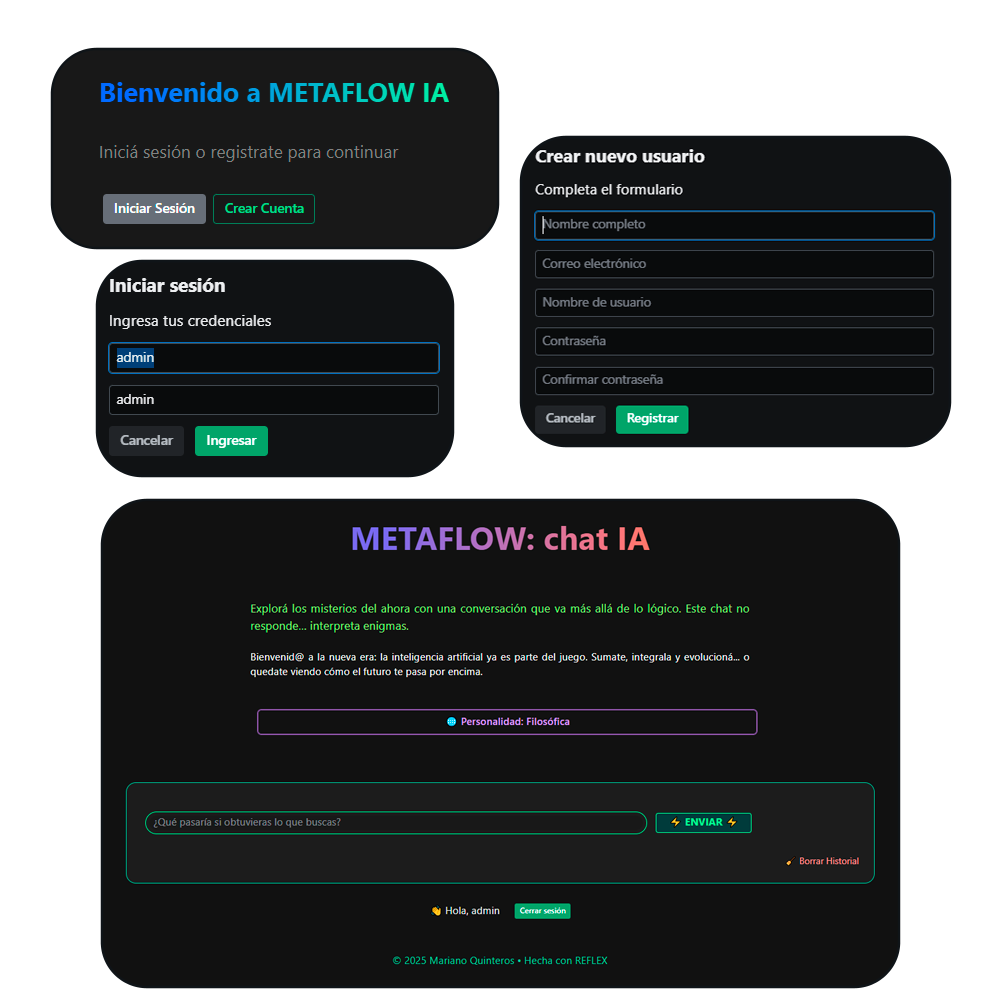 Bienvenido a METAFLOW IA
Iniciá sesión o registrate para continuar
Iniciar Sesión
Crear Cuenta
Crear nuevo usuario
Completa el formulario
Nombre completo
Correo electrónico
Nombre de usuario
Contraseña
Confirmar contraseña
Cancelar
Registrar
Iniciar sesión
Ingresa tus credenciales
admin
admin
Cancelar
Ingresar
METAFLOW: chat IA
Explorá los misterios del ahora con una conversación que va más allá de lo lógico. Este chat no
responde... interpreta enigmas.
Bienvenid@ a la nueva era: la inteligencia artificial ya es parte del juego. Sumate, integrala y evolucioná... o
quedate viendo cómo el futuro te pasa por encima.
Personalidad: Filosófica
¿Qué pasaría si obtuvieras lo que buscas?
⚡ ENVIAR ⚡
Borrar Historial
👋 Hola, admin
Cerrar sesión
© 2025 Mariano Quinteros • Hecha con REFLEX